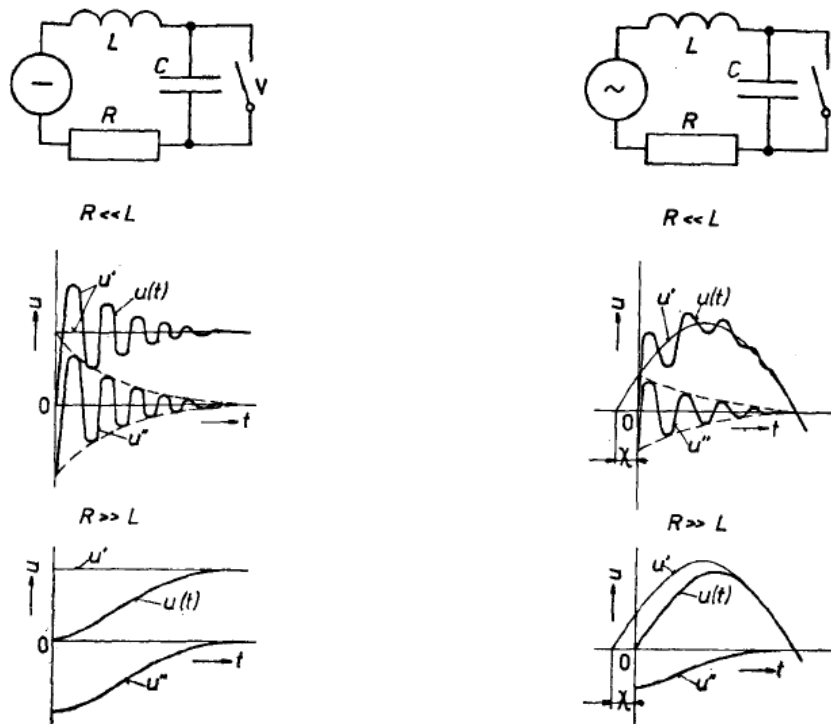 L
C
V
R
R<<L
u
u'
u(t)
0
t
u"
R>>L
u
u'
u(t)
0
t
u"
L
C
~
R
R<<L
u
u'
u(t)
0
t
u"
χ
R>>L
u
u'
u(t)
0
t
u"
χ